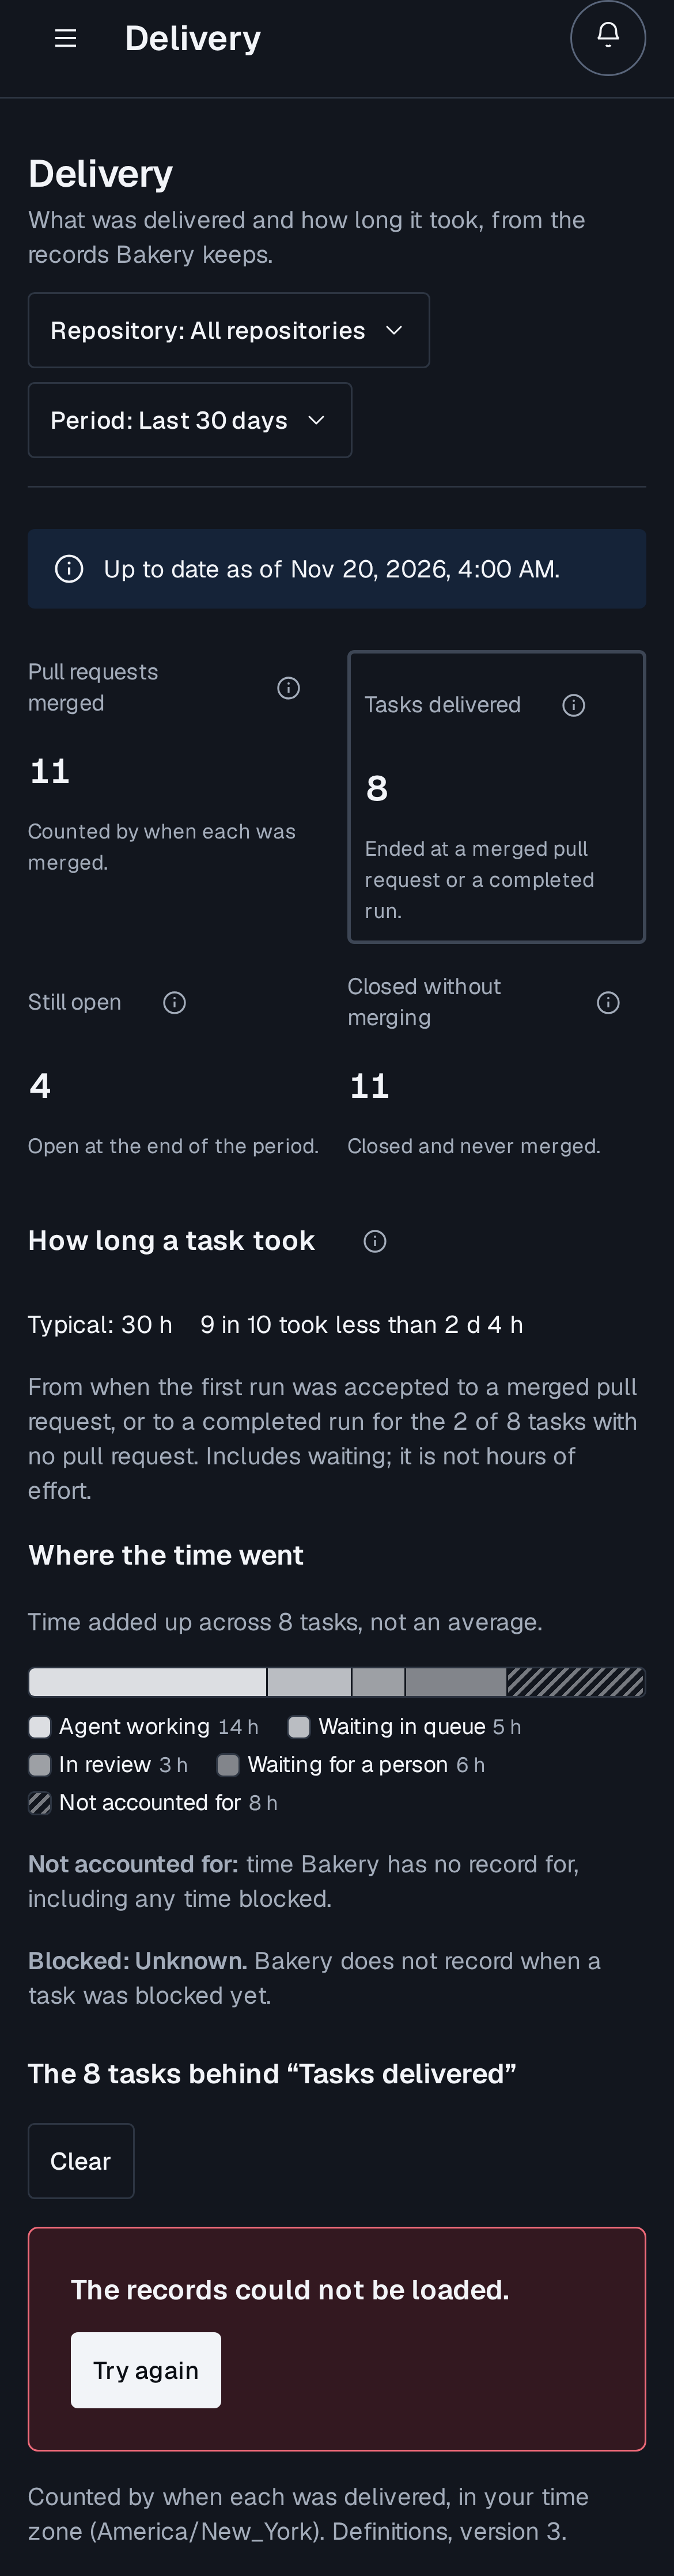 Delivery
Delivery
What was delivered and how long it took, from the
records Bakery keeps.
Repository: All repositories
Period: Last 30 days
Up to date as of Nov 20, 2026, 4:00 AM.
Pull requests
merged
11
Counted by when each was
merged.
Tasks delivered
8
Ended at a merged pull
request or a completed
run.
Still open
4
Open at the end of the period.
Closed without
merging
11
Closed and never merged.
How long a task took
Typical: 30 h 9 in 10 took less than 2 d 4 h
From when the first run was accepted to a merged pull
request, or to a completed run for the 2 of 8 tasks with
no pull request. Includes waiting; it is not hours of
effort.
Where the time went
Time added up across 8 tasks, not an average.
Agent working 14 h Waiting in queue 5 h
In review 3 h Waiting for a person 6 h
Not accounted for 8 h
Not accounted for: time Bakery has no record for,
including any time blocked.
Blocked: Unknown. Bakery does not record when a
task was blocked yet.
The 8 tasks behind “Tasks delivered”
Clear
The records could not be loaded.
Try again
Counted by when each was delivered, in your time
zone (America/New_York). Definitions, version 3.